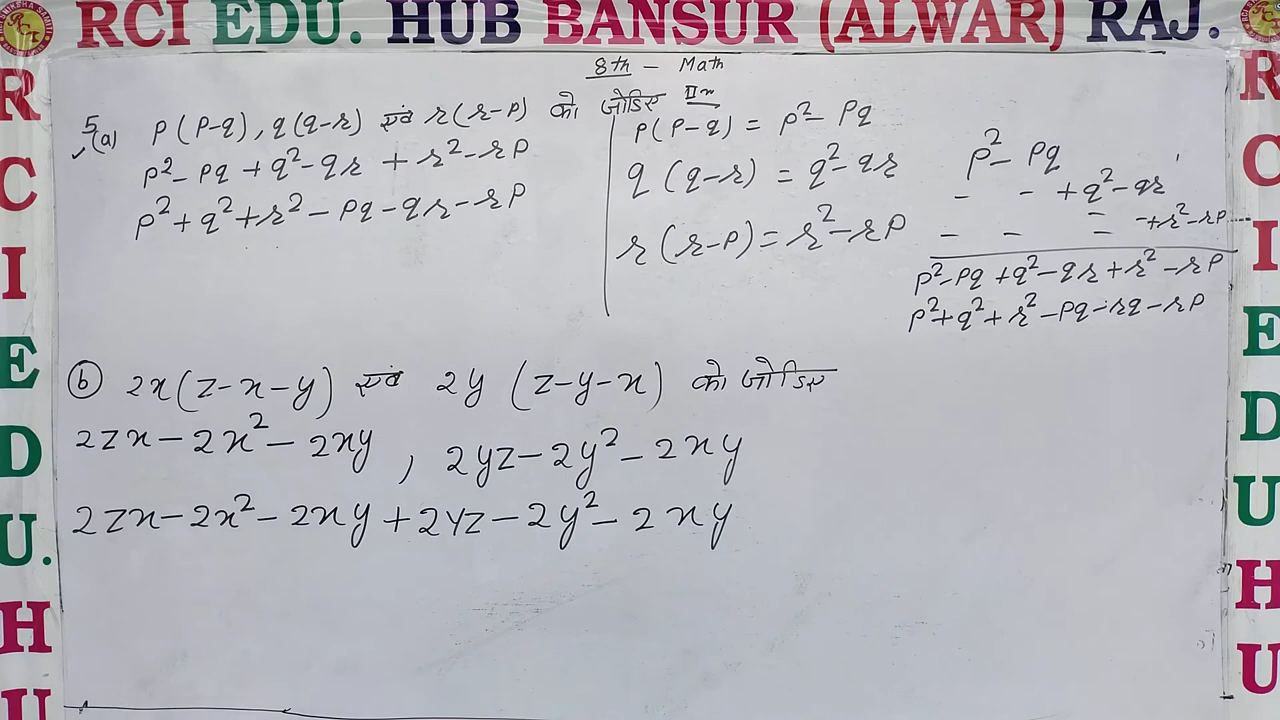 RCI EDU. HUB BANSUR (ALWAR) RAJ.
8th - Math
5(a) P(P-q), q(q-r) एवं r(r-p) को जोडिए
p²-pq+q²-qr+r²-rp
p²+q²+r²-pq-qr-rp
IInd
P(P-q) = p²-pq
q(q-r) = q²-qr
r(r-p) = r²-rp
p²-pq
- - +q²-qr
- - = = +r²-rp
p²-pq+q²-qr+r²-rp
p²+q²+r²-pq-rq-rp
ⓑ 2x(z-x-y) एवं 2y(z-y-x) को जोडिए
2zx-2x²-2xy, 2yz-2y²-2xy
2zx-2x²-2xy+2yz-2y²-2xy
R
C
I
E
D
U.
H
U
R
C
I
E
D
U
H
U